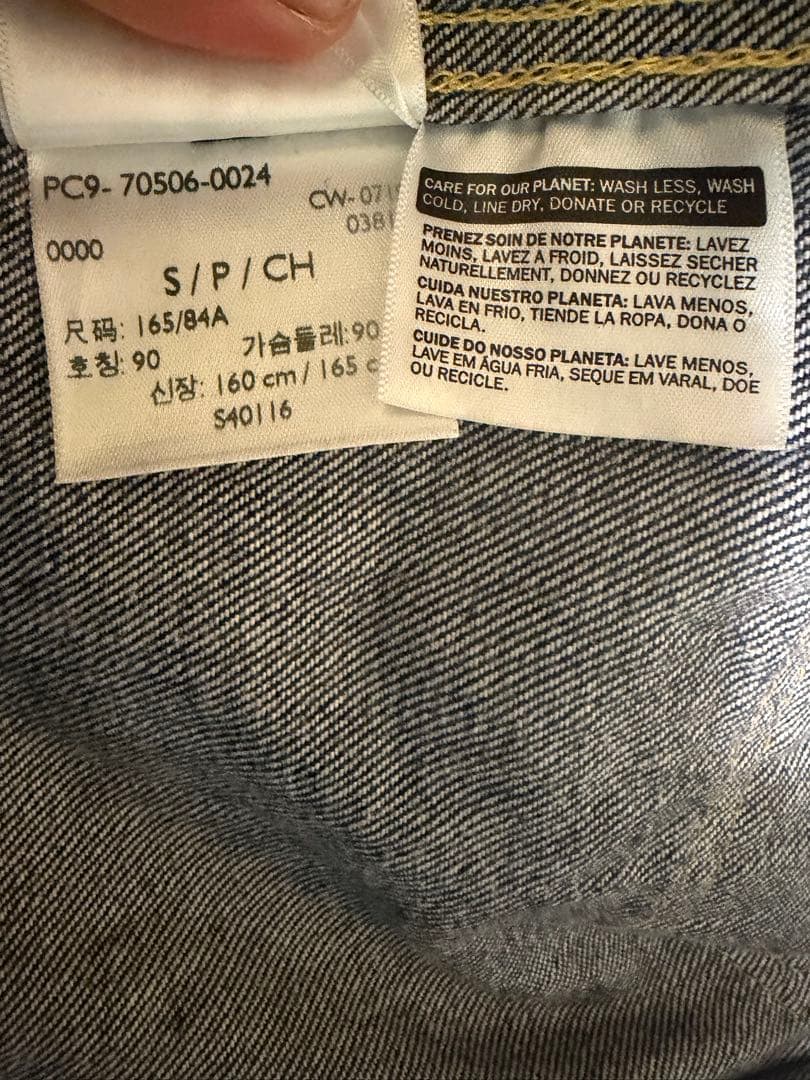 PC9- 70506-0024
CW-071
0381
0000
S / P / CH
尺码: 165/84A
호칭: 90 가슴둘레:90
신장: 160 cm / 165 c
S40116
CARE FOR OUR PLANET: WASH LESS, WASH
COLD, LINE DRY, DONATE OR RECYCLE
PRENEZ SOIN DE NOTRE PLANETE: LAVEZ
MOINS, LAVEZ A FROID, LAISSEZ SECHER
NATURELLEMENT, DONNEZ OU RECYCLEZ
CUIDA NUESTRO PLANETA: LAVA MENOS,
LAVA EN FRIO, TIENDE LA ROPA, DONA O
RECICLA.
CUIDE DO NOSSO PLANETA: LAVE MENOS,
LAVE EM ÁGUA FRIA, SEQUE EM VARAL, DOE
OU RECICLE.